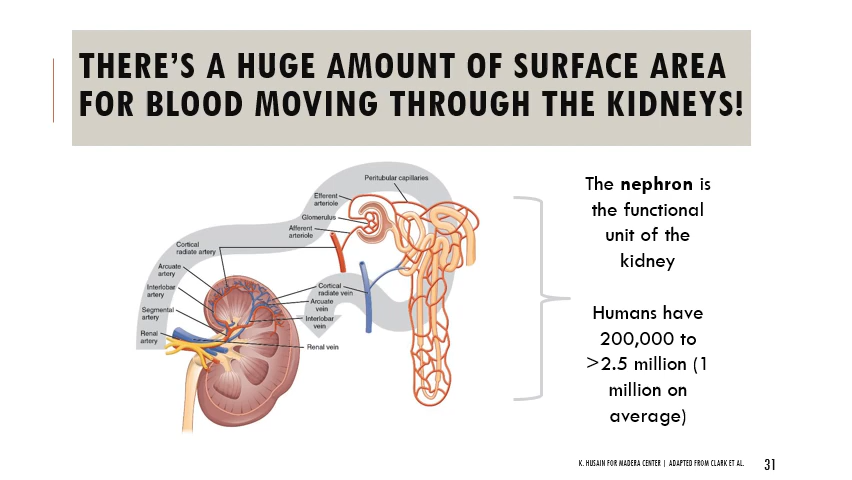 THERE'S A HUGE AMOUNT OF SURFACE AREA
FOR BLOOD MOVING THROUGH THE KIDNEYS!
Peritubular capillaries
Efferent
arteriole
Glomerulus
Afferent
arteriole
Cortical
radiate artery
Arcuate
artery
Interlobar
artery
Segmental
artery
Renal
artery
Cortical
radiate vein
Arcuate
vein
Interlobar
vein
Renal vein
The nephron is
the functional
unit of the
kidney
Humans have
200,000 to
>2.5 million (1
million on
average)
K. HUSAIN FOR MADERA CENTER | ADAPTED FROM CLARK ET AL.
31